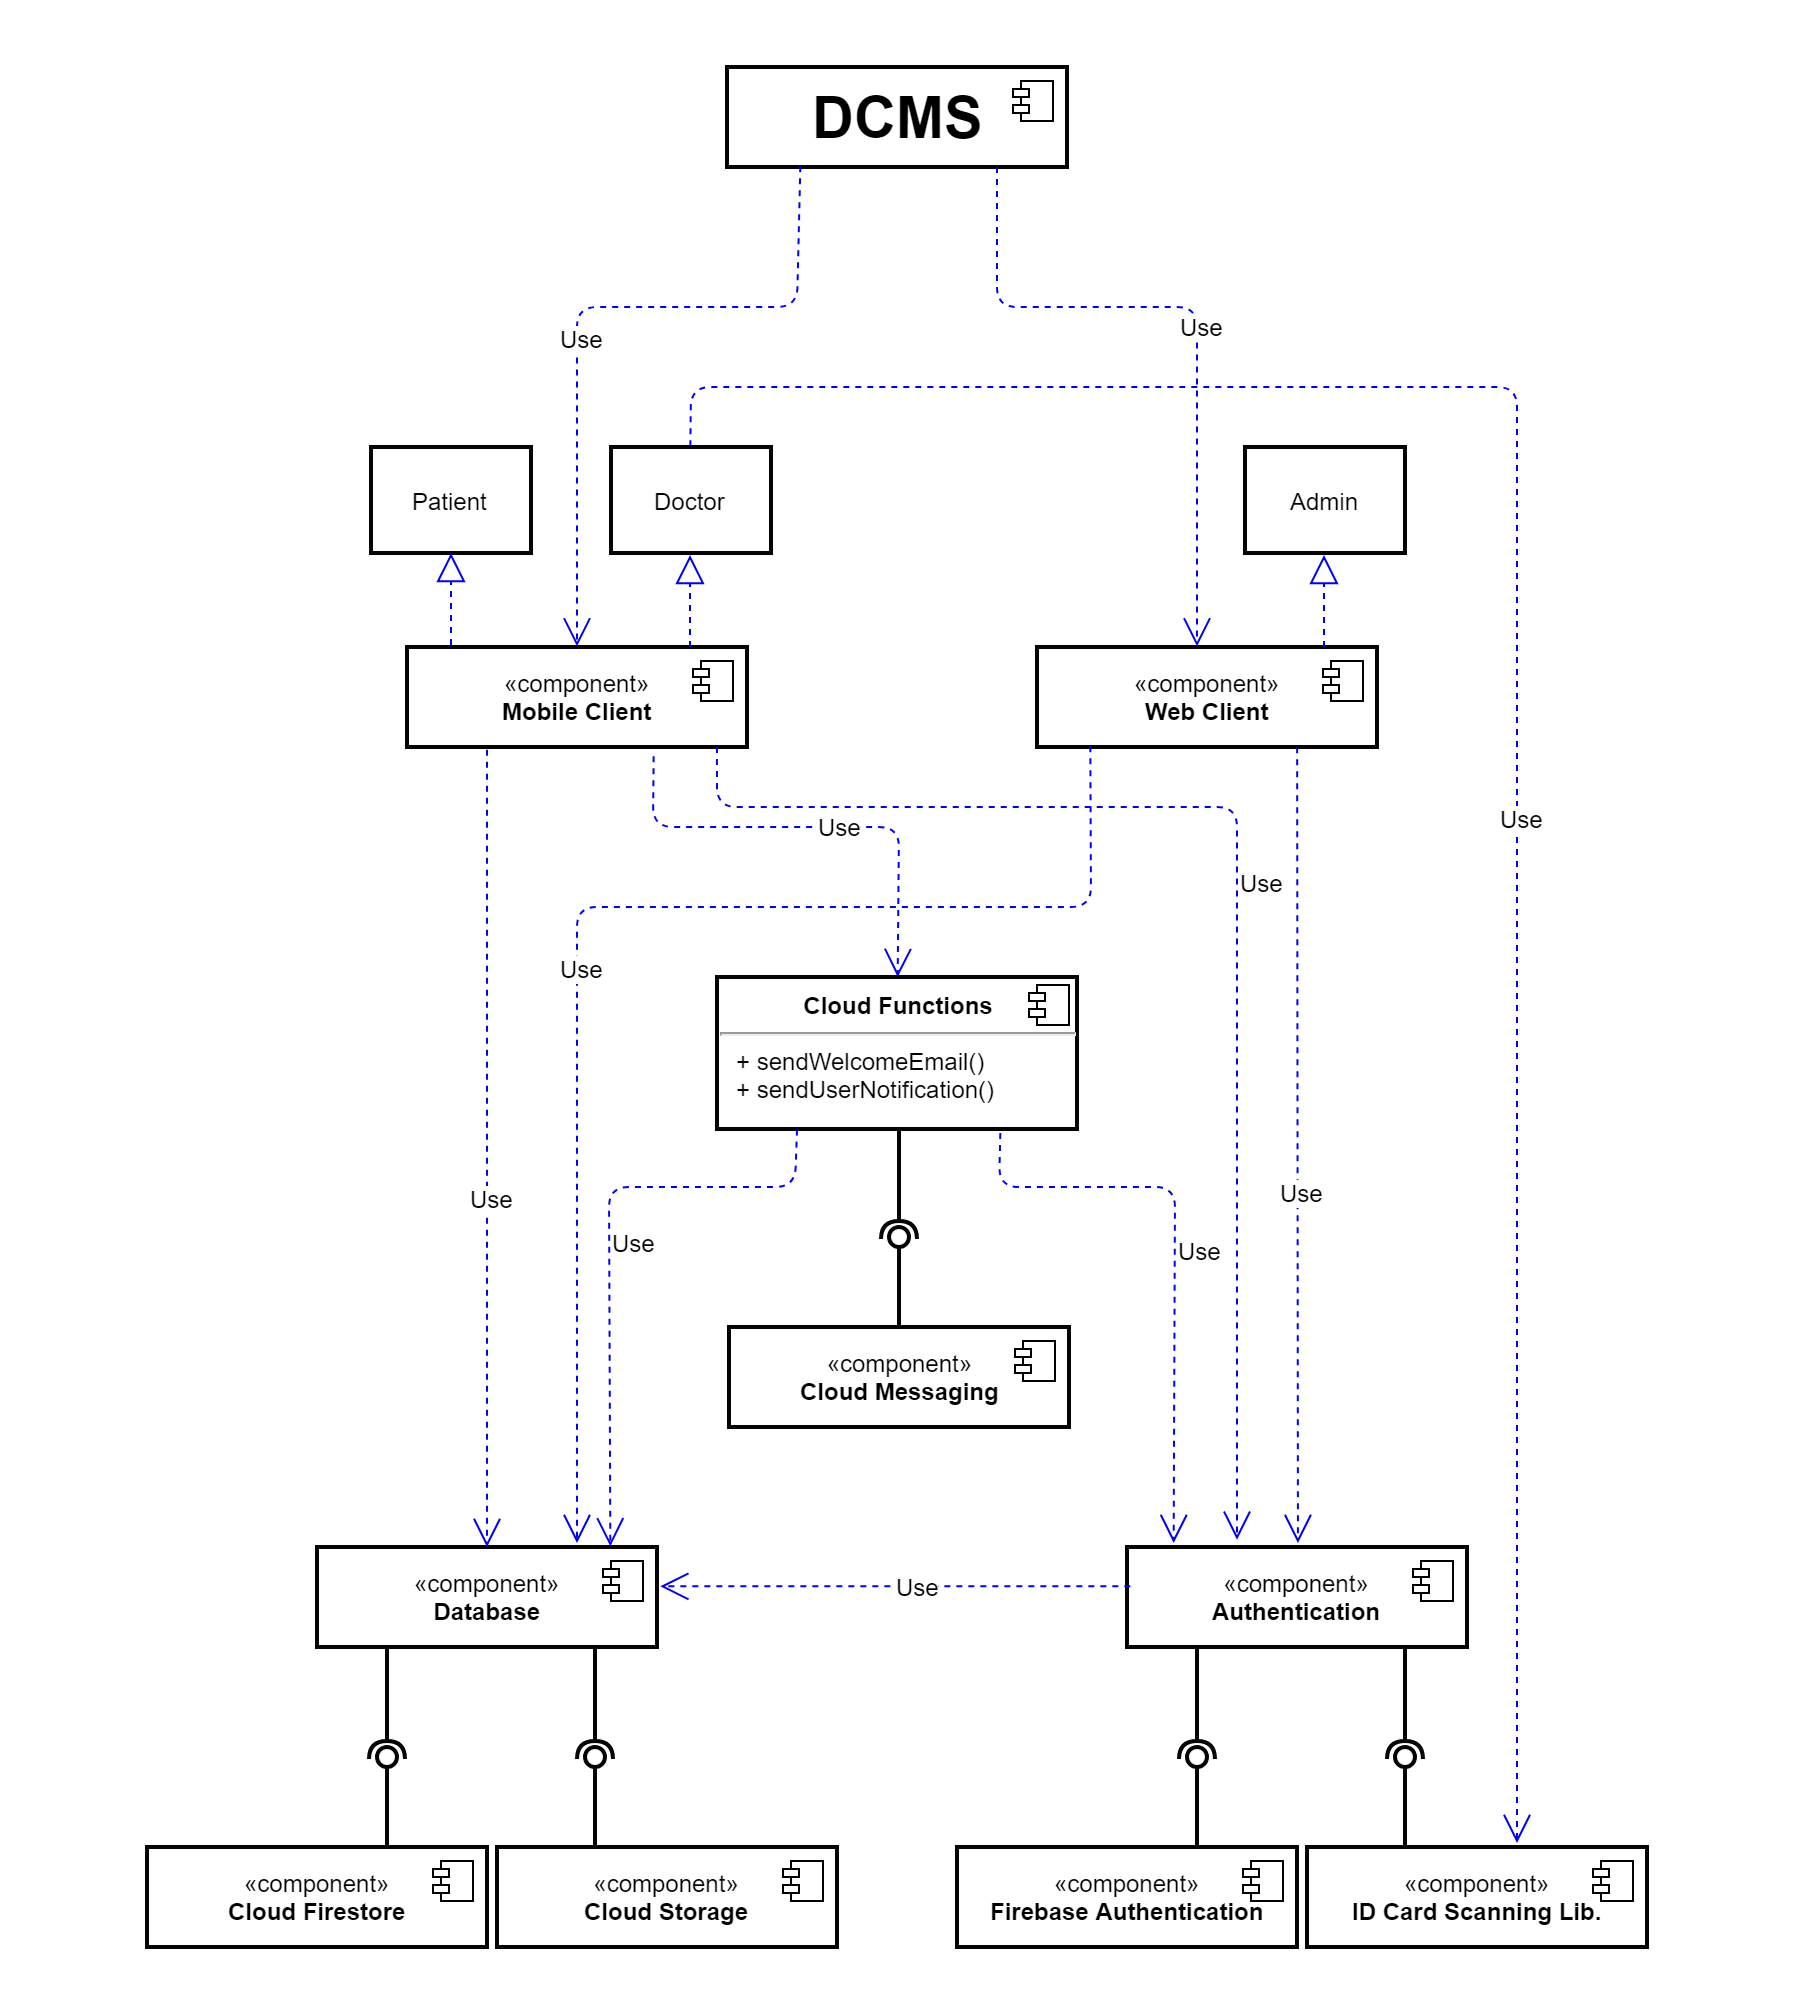 DCMS
Use
Use
Patient
Doctor
Admin
«component»
Mobile Client
«component»
Web Client
Use
Use
Use
Use
Cloud Functions
+ sendWelcomeEmail()
+ sendUserNotification()
Use
Use
Use
Use
«component»
Cloud Messaging
«component»
Database
Use
«component»
Authentication
«component»
Cloud Firestore
«component»
Cloud Storage
«component»
Firebase Authentication
«component»
ID Card Scanning Lib.